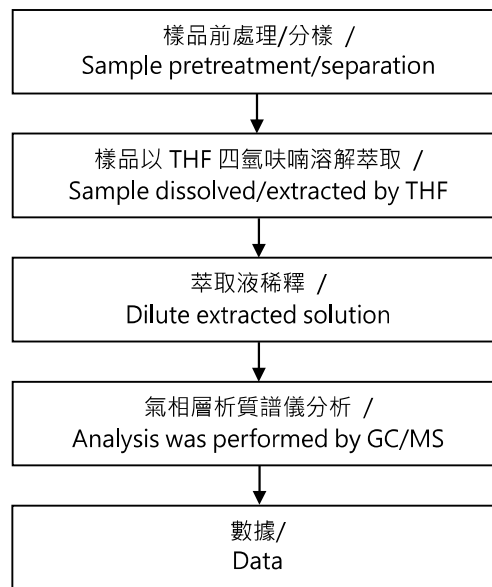 樣品前處理/分樣 /
Sample pretreatment/separation
樣品以 THF 四氫呋喃溶解萃取 /
Sample dissolved/extracted by THF
萃取液稀釋 /
Dilute extracted solution
氣相層析質譜儀分析 /
Analysis was performed by GC/MS
數據/
Data